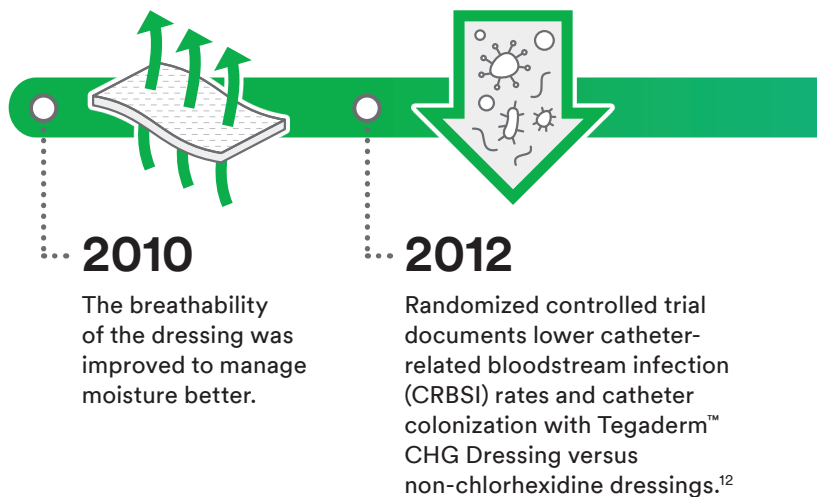 2010
The breathability
of the dressing was
improved to manage
moisture better.
2012
Randomized controlled trial
documents lower catheter-
related bloodstream infection
(CRBSI) rates and catheter
colonization with Tegaderm™
CHG Dressing versus
non-chlorhexidine dressings.¹²